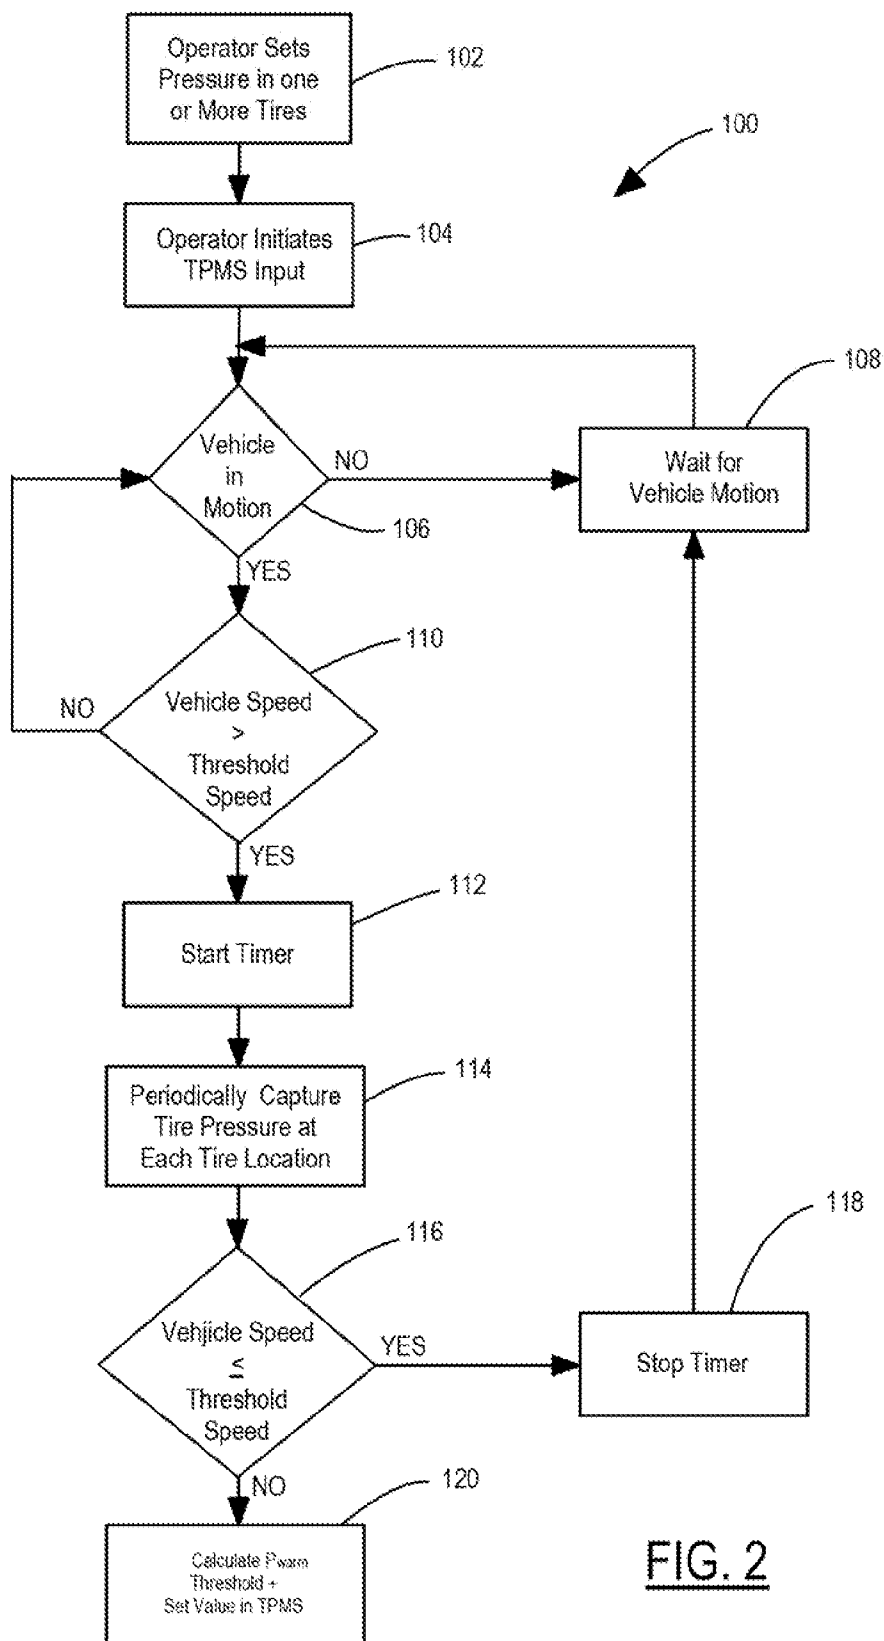 Operator Sets
Pressure in one
or More Tires
102
100
Operator Initiates
TPMS Input
104
108
Vehicle
in
Motion
NO
106
Wait for
Vehicle Motion
YES
110
NO
Vehicle Speed
>
Threshold
Speed
YES
112
Start Timer
114
Periodically Capture
Tire Pressure at
Each Tire Location
118
116
Vehjicle Speed
≤
Threshold
Speed
YES
Stop Timer
NO
120
Calculate Pwarm
Threshold +
Set Value in TPMS
FIG. 2